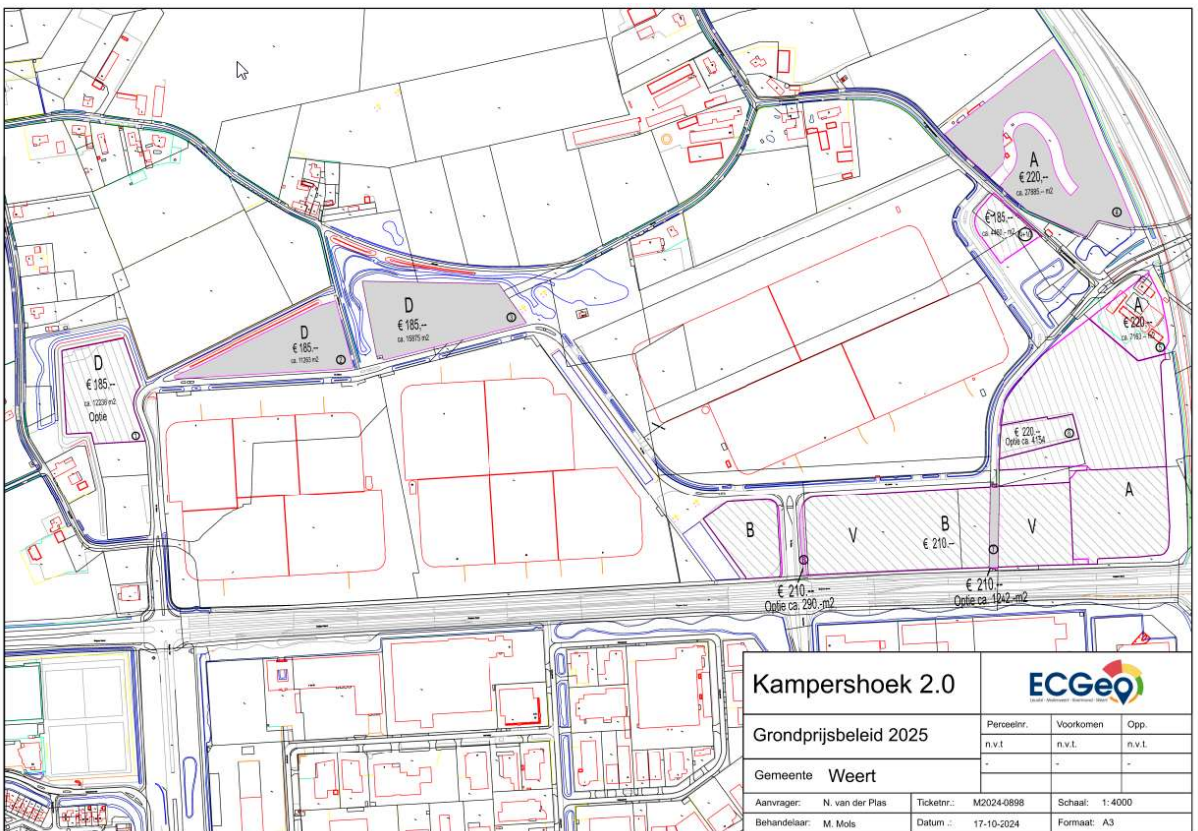 A
€ 220,--
ca. 27885.-- m2
€ 185,--
D
€ 185,--
ca. 15875 m2
3
D
€ 185,--
2
D
€ 185,--
ca. 12236 m2
Optie
1
A
€ 220,--
€ 220,--
Optie ca. 4154
A
B
V
B
€ 210.--
V
€ 210,--
Optie ca. 290.-m2
€ 210,--
Optie ca. 1242.-m2
Kampershoek 2.0
ECGeo
Grondprijsbeleid 2025
Perceelnr.
Voorkomen
Opp.
n.v.t
n.v.t.
n.v.t.
-
-
-
Gemeente Weert
Aanvrager: N. van der Plas
Ticketnr.: M2024-0898
Schaal: 1: 4000
Behandelaar: M. Mols
Datum .: 17-10-2024
Formaat: A3